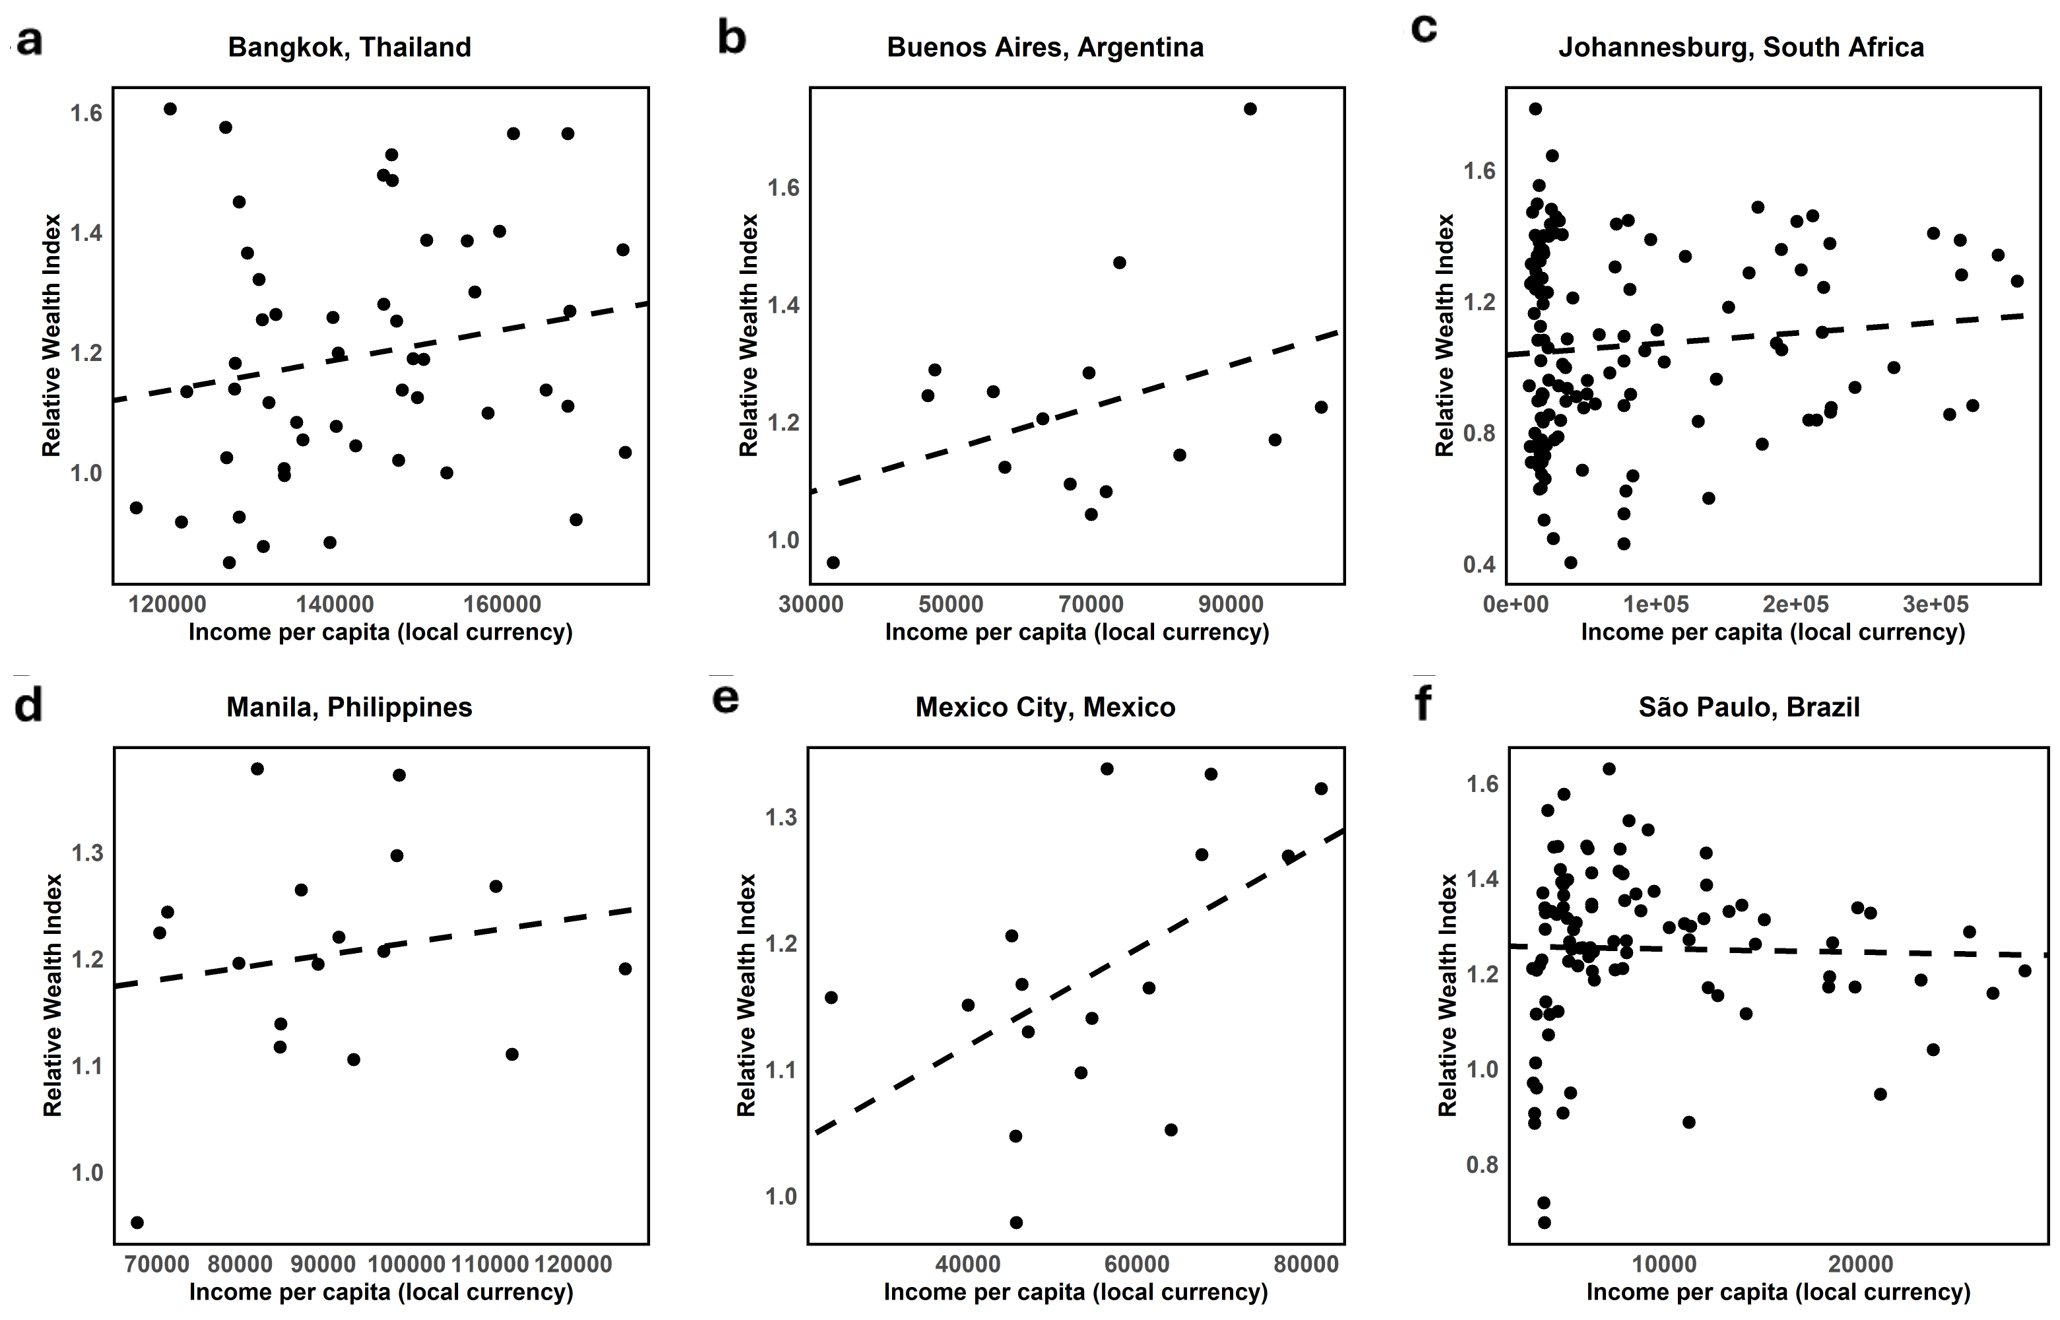 a
Bangkok, Thailand
Relative Wealth Index
1.6
1.4
1.2
1.0
120000 140000 160000
Income per capita (local currency)
b
Buenos Aires, Argentina
Relative Wealth Index
1.6
1.4
1.2
1.0
30000 50000 70000 90000
Income per capita (local currency)
c
Johannesburg, South Africa
Relative Wealth Index
1.6
1.2
0.8
0.4
0e+00 1e+05 2e+05 3e+05
Income per capita (local currency)
d
Manila, Philippines
Relative Wealth Index
1.3
1.2
1.1
1.0
70000 80000 90000 100000 110000 120000
Income per capita (local currency)
e
Mexico City, Mexico
Relative Wealth Index
1.3
1.2
1.1
1.0
40000 60000 80000
Income per capita (local currency)
f
São Paulo, Brazil
Relative Wealth Index
1.6
1.4
1.2
1.0
0.8
10000 20000
Income per capita (local currency)